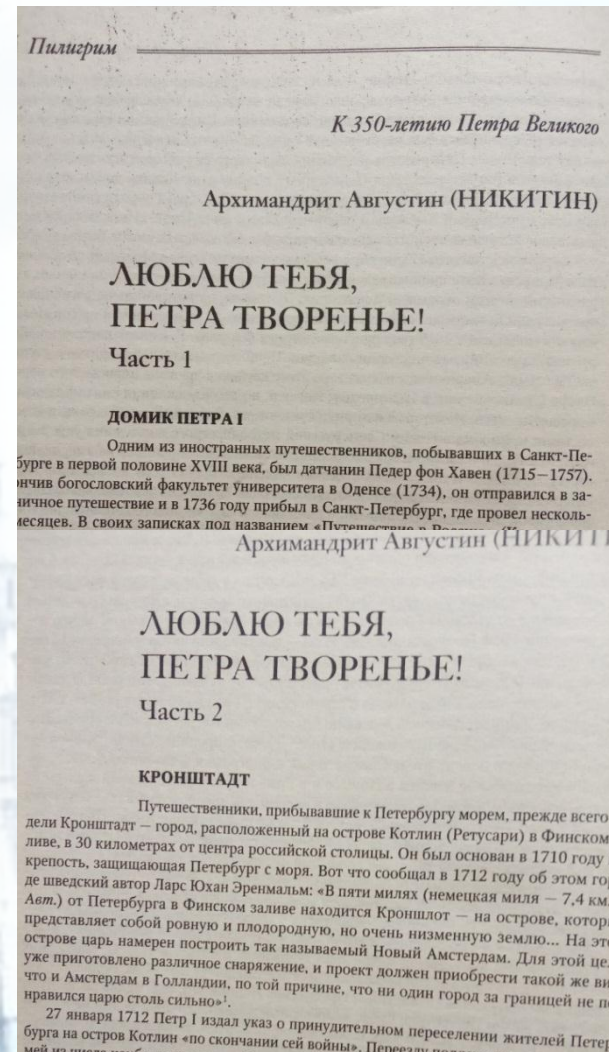 Пилигрим
К 350-летию Петра Великого
Архимандрит Августин (НИКИТИН)
ЛЮБЛЮ ТЕБЯ,
ПЕТРА ТВОРЕНЬЕ!
Часть 1
ДОМИК ПЕТРА I
Одним из иностранных путешественников, побывавших в Санкт-Пе-
бурге в первой половине XVIII века, был датчанин Педер фон Хавен (1715—1757).
ончив богословский факультет университета в Оденсе (1734), он отправился в за-
ничное путешествие и в 1736 году прибыл в Санкт-Петербург, где провел несколь-
месяцев. В своих записках под названием «Путешествие в
Архимандрит Августин (НИКИТ
ЛЮБЛЮ ТЕБЯ,
ПЕТРА ТВОРЕНЬЕ!
Часть 2
КРОНШТАДТ
Путешественники, прибывавшие к Петербургу морем, прежде всего
дели Кронштадт — город, расположенный на острове Котлин (Ретусари) в Финском
ливе, в 30 километрах от центра российской столицы. Он был основан в 1710 году
крепость, защищающая Петербург с моря. Вот что сообщал в 1712 году об этом го
де шведский автор Ларс Юхан Эренмальм: «В пяти милях (немецкая миля — 7,4 км.
Авт.) от Петербурга в Финском заливе находится Кроншлот — на острове, котор
представляет собой ровную и плодородную, но очень низменную землю... На это
острове царь намерен построить так называемый Новый Амстердам. Для этой це
уже приготовлено различное снаряжение, и проект должен приобрести такой же ви
что и Амстердам в Голландии, по той причине, что ни один город за границей не по
нравился царю столь сильно»¹.
27 января 1712 Петр I издал указ о принудительном переселении жителей Петер
бурга на остров Котлин «по скончании сей войны».